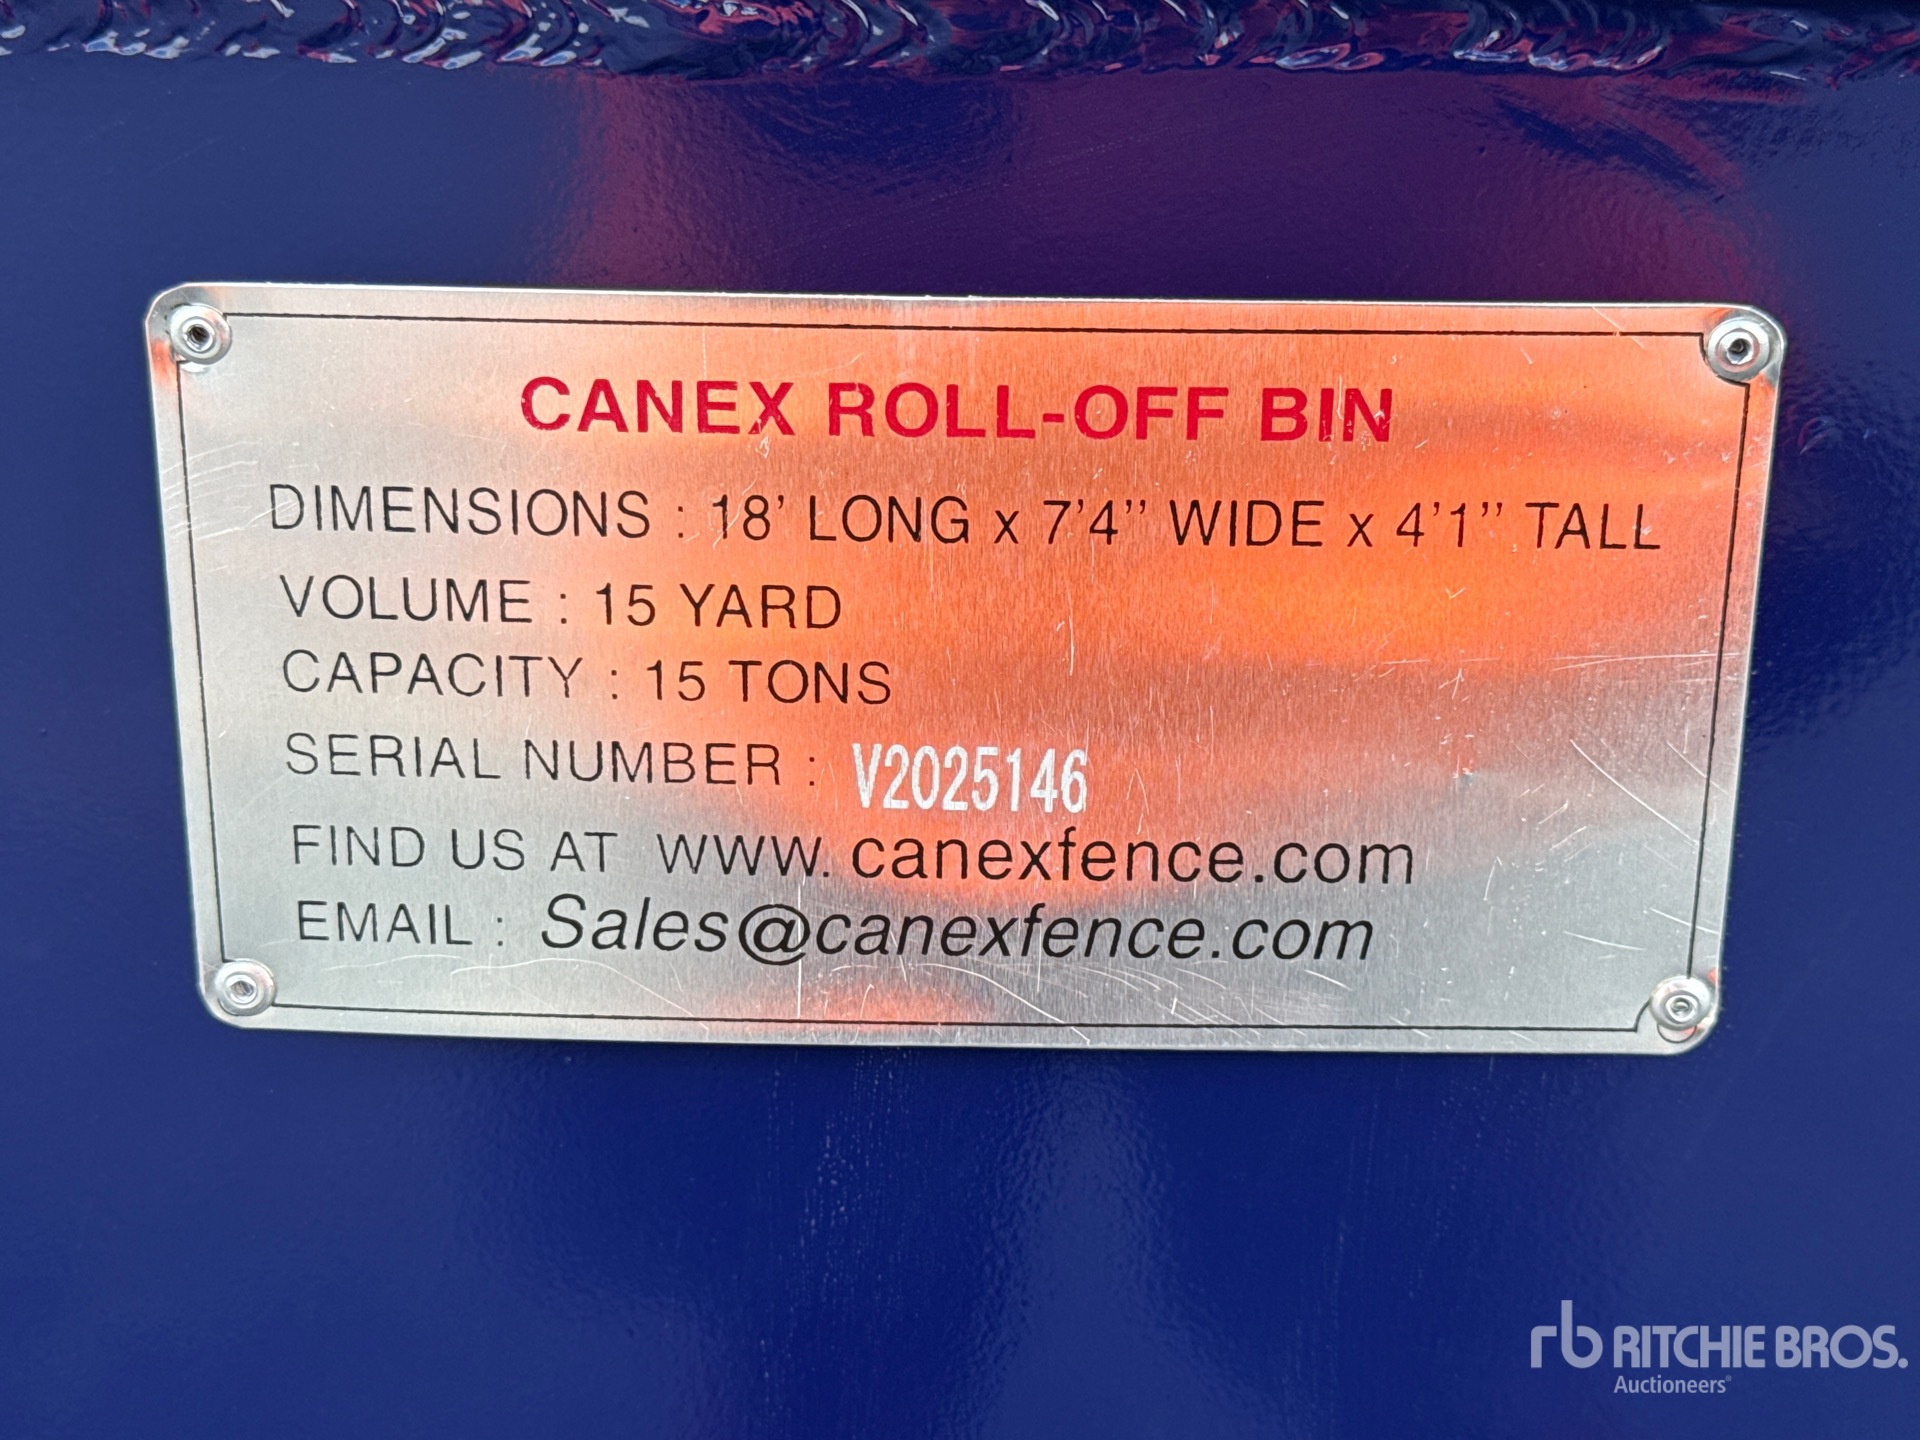 CANEX ROLL-OFF BIN
DIMENSIONS : 18' LONG x 7'4" WIDE x 4'1" TALL
VOLUME : 15 YARD
CAPACITY : 15 TONS
SERIAL NUMBER : V2025146
FIND US AT www. canexfence.com
EMAIL : Sales@canexfence.com
rb RITCHIE BROS.
Auctioneers®